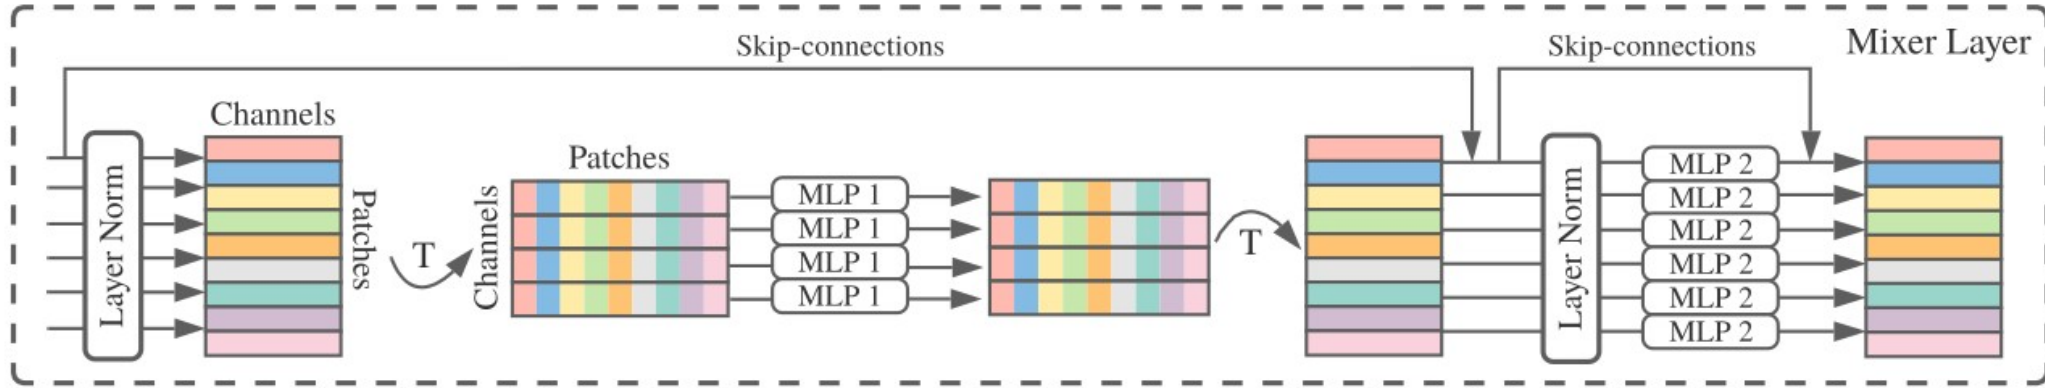 Skip-connections
Skip-connections
Mixer Layer
Layer Norm
Channels
Patches
T
Channels
Patches
MLP 1
MLP 1
MLP 1
MLP 1
T
Layer Norm
MLP 2
MLP 2
MLP 2
MLP 2
MLP 2
MLP 2